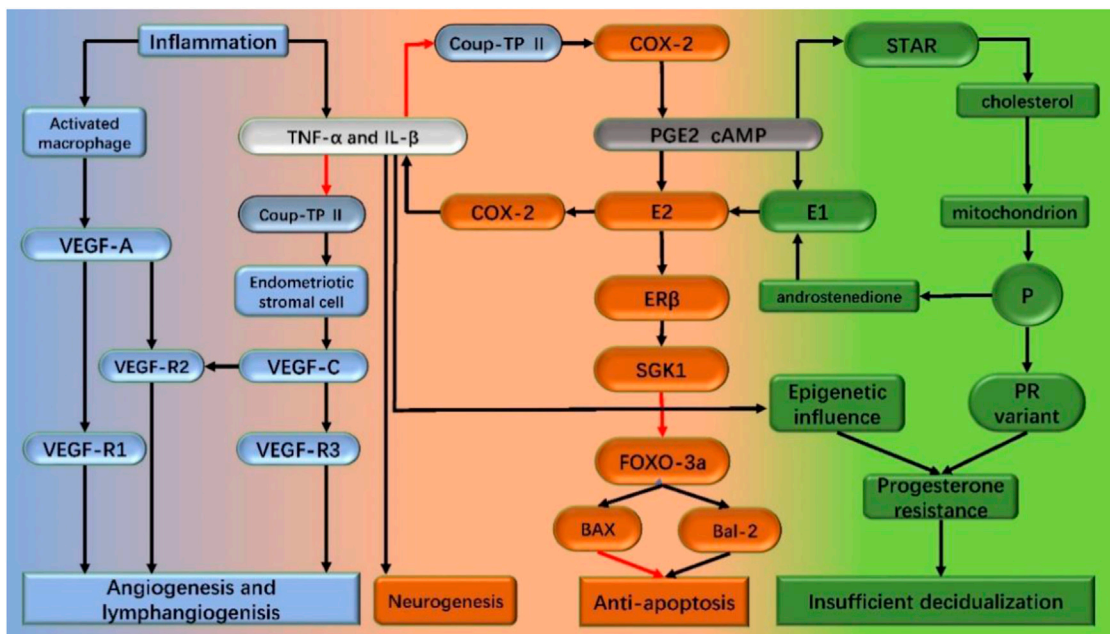 Inflammation
Coup-TP II
COX-2
STAR
Activated
macrophage
TNF-α and IL-β
PGE2 cAMP
cholesterol
VEGF-A
Coup-TP II
COX-2
E2
E1
mitochondrion
Endometriotic
stromal cell
ERβ
androstenedione
P
VEGF-R2
VEGF-C
SGK1
Epigenetic
influence
PR
variant
VEGF-R1
VEGF-R3
FOXO-3a
Progesterone
resistance
BAX
Bal-2
Angiogenesis and
lymphangiogenisis
Neurogenesis
Anti-apoptosis
Insufficient decidualization